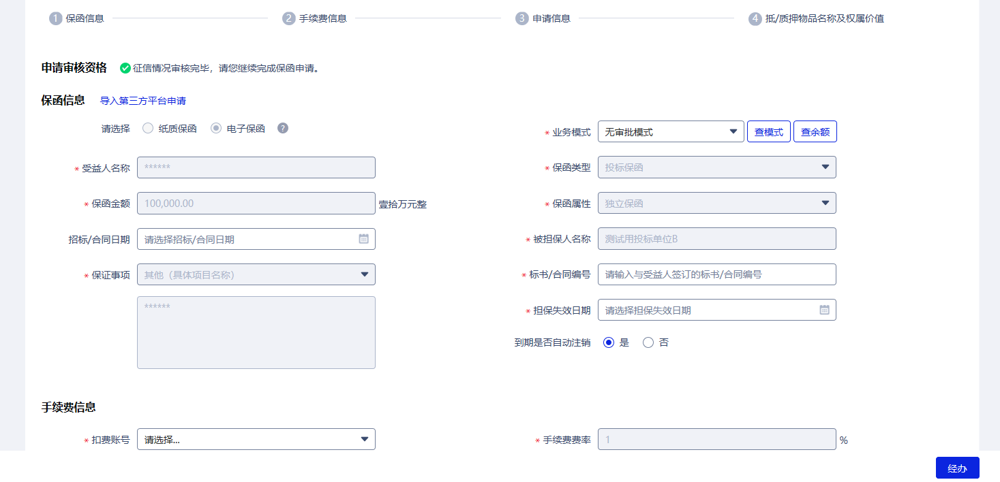 1 保函信息 2 手续费信息 3 申请信息 4 抵/质押物品名称及权属价值
申请审核资格 征信情况审核完毕，请您继续完成保函申请。
保函信息 导入第三方平台申请
请选择 纸质保函 电子保函 ?
* 业务模式 无审批模式 查模式 查余额
* 受益人名称 ******
* 保函类型 投标保函
* 保函金额 100,000.00 壹拾万元整
* 保函属性 独立保函
招标/合同日期 请选择招标/合同日期
* 被担保人名称 测试用投标单位B
* 保证事项 其他（具体项目名称）
* 标书/合同编号 请输入与受益人签订的标书/合同编号
******
* 担保失效日期 请选择担保失效日期
到期是否自动注销 是 否
手续费信息
* 扣费账号 请选择...
* 手续费费率 1 %
经办